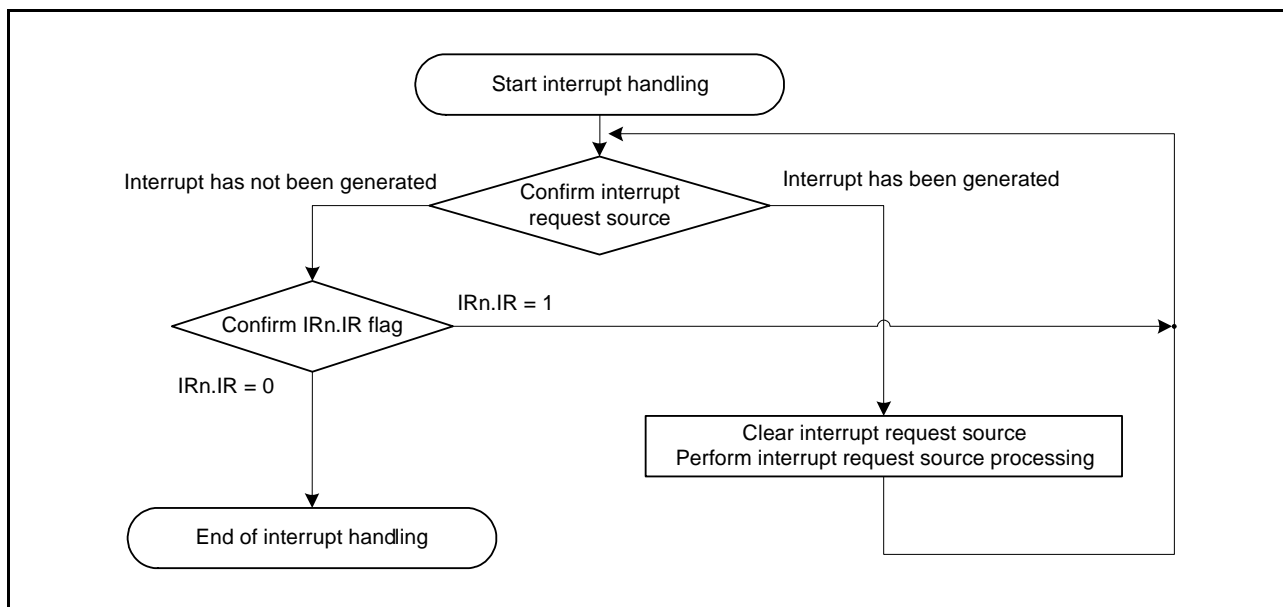 Start interrupt handling
Interrupt has not been generated
Interrupt has been generated
Confirm interrupt
request source
IRn.IR = 1
Confirm IRn.IR flag
IRn.IR = 0
Clear interrupt request source
Perform interrupt request source processing
End of interrupt handling